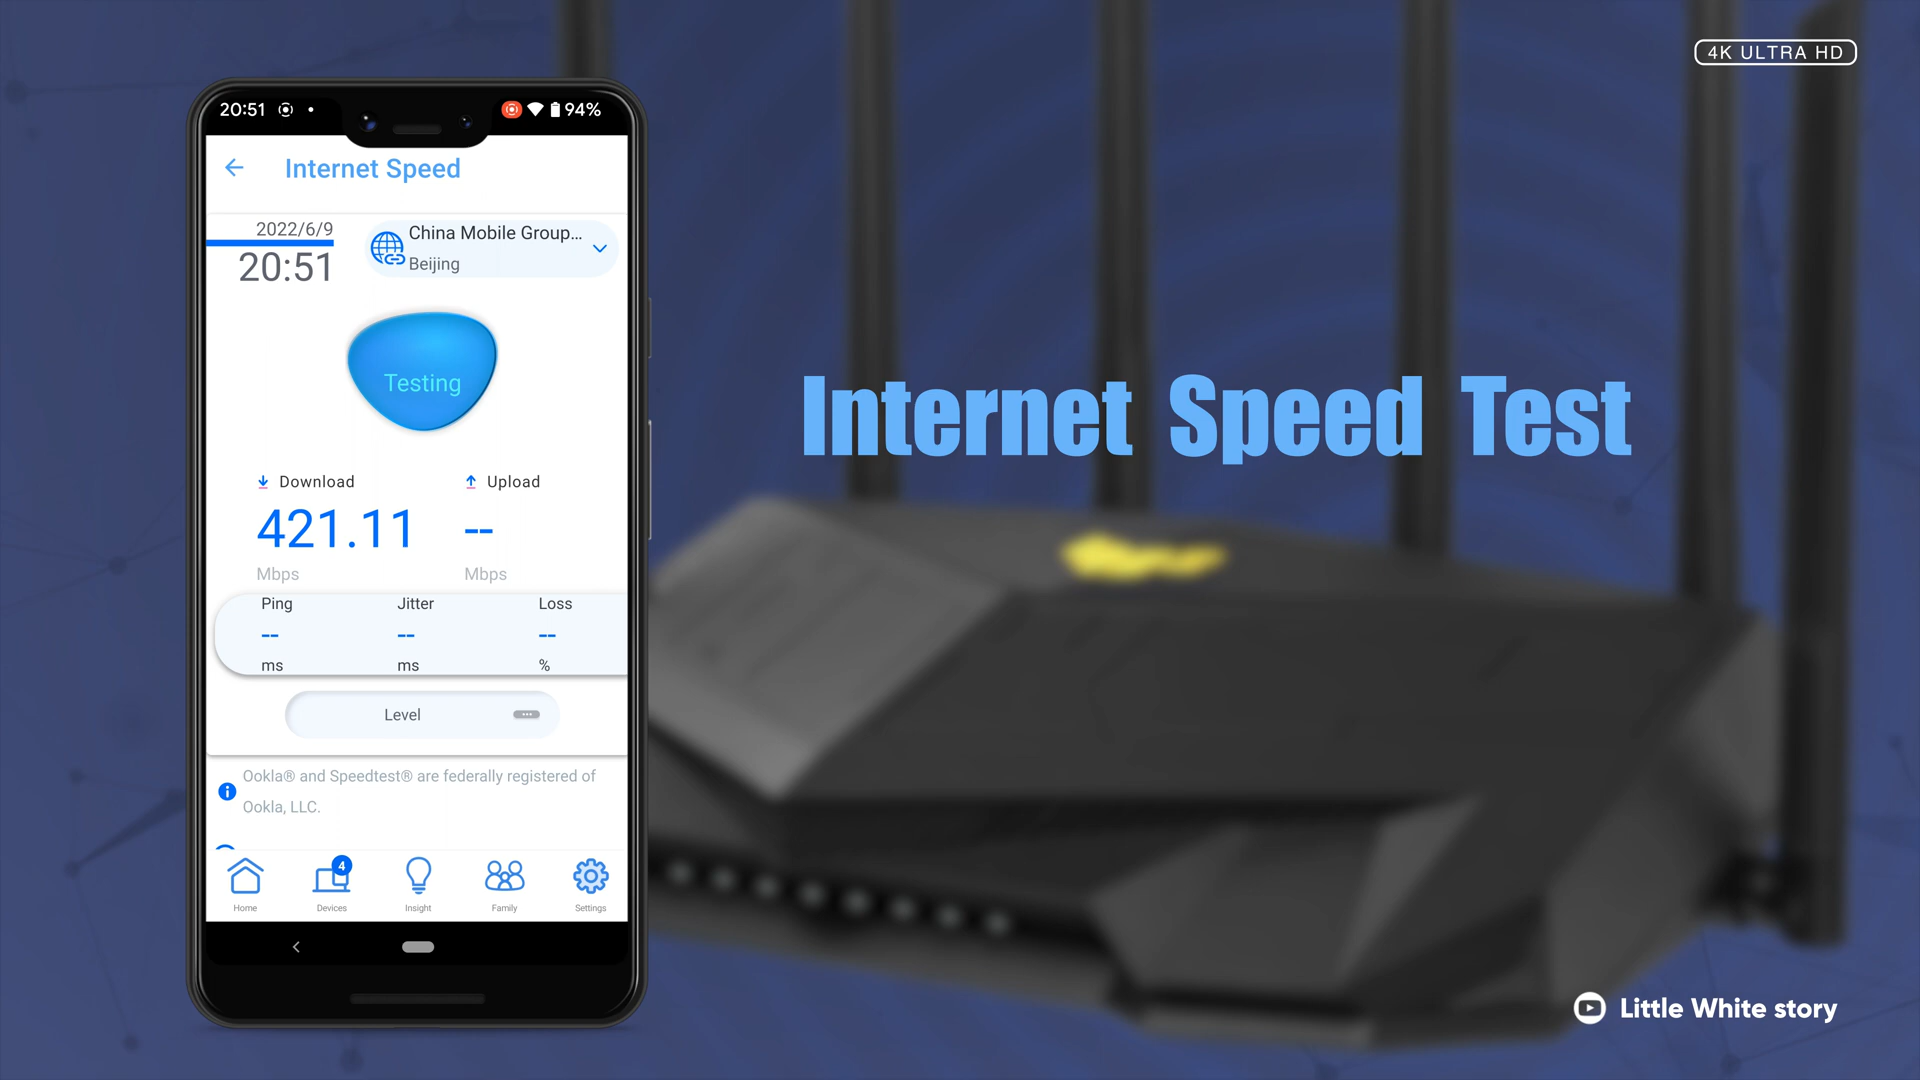 4K ULTRA HD
20:51
94%
Internet Speed
2022/6/9
20:51
China Mobile Group...
Beijing
Testing
Download
Upload
421.11
--
Mbps
Mbps
Ping
Jitter
Loss
--
--
--
ms
ms
%
Level
Ookla® and Speedtest® are federally registered of
Ookla, LLC.
4
Home
Devices
Insight
Family
Settings
Internet Speed Test
Little White story